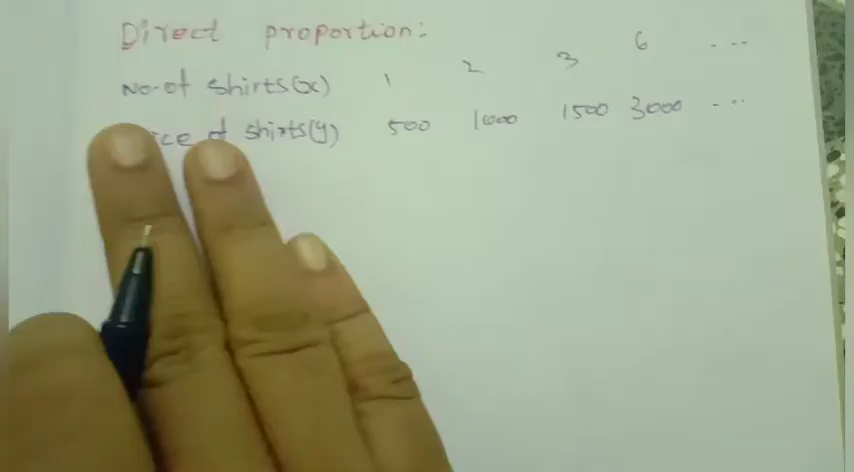 Direct proportion:
No. of shirts(x) 1 2 3 6 ...
shirts(y) 500 1000 1500 3000 ...